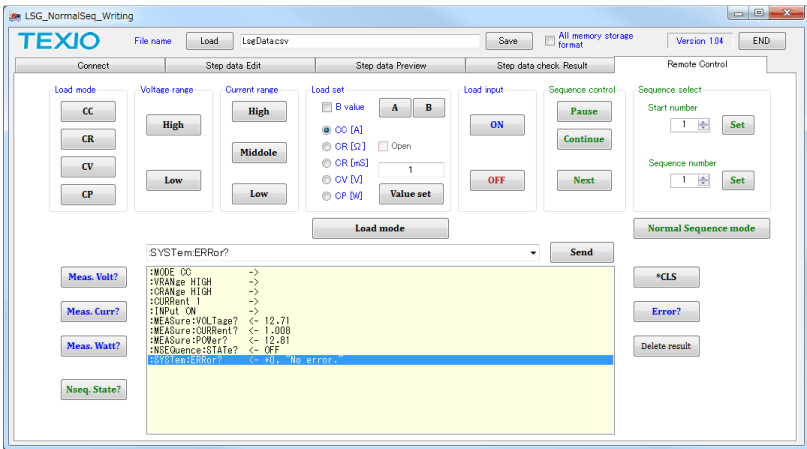 LSG_NormalSeq_Writing
TEXIO File name Load LsgData.csv Save All memory storage format Version 1.04 END
Connect Step data Edit Step data Preview Step data check Result Remote Control
Load mode
CC
CR
CV
CP
Voltage range
High
Low
Current range
High
Middole
Low
Load set
B value A B
CC [A]
CR [Ω] Open
CR [mS]
1
CV [V]
CP [W] Value set
Load input
ON
OFF
Sequence control
Pause
Continue
Next
Sequence select
Start number
1 Set
Sequence number
1 Set
Load mode Normal Sequence mode
:SYSTem:ERRor? Send
Meas. Volt?
Meas. Curr?
Meas. Watt?
Nseq. State?
:MODE CC ->
:VRANge HIGH ->
:CRANge HIGH ->
:CURRent 1 ->
:INPut ON ->
:MEASure:VOLTage? <- 12.71
:MEASure:CURRent? <- 1.008
:MEASure:POWer? <- 12.81
:NSEQuence:STATe? <- OFF
:SYSTem:ERRor? <- +0, "No error."
*CLS
Error?
Delete result